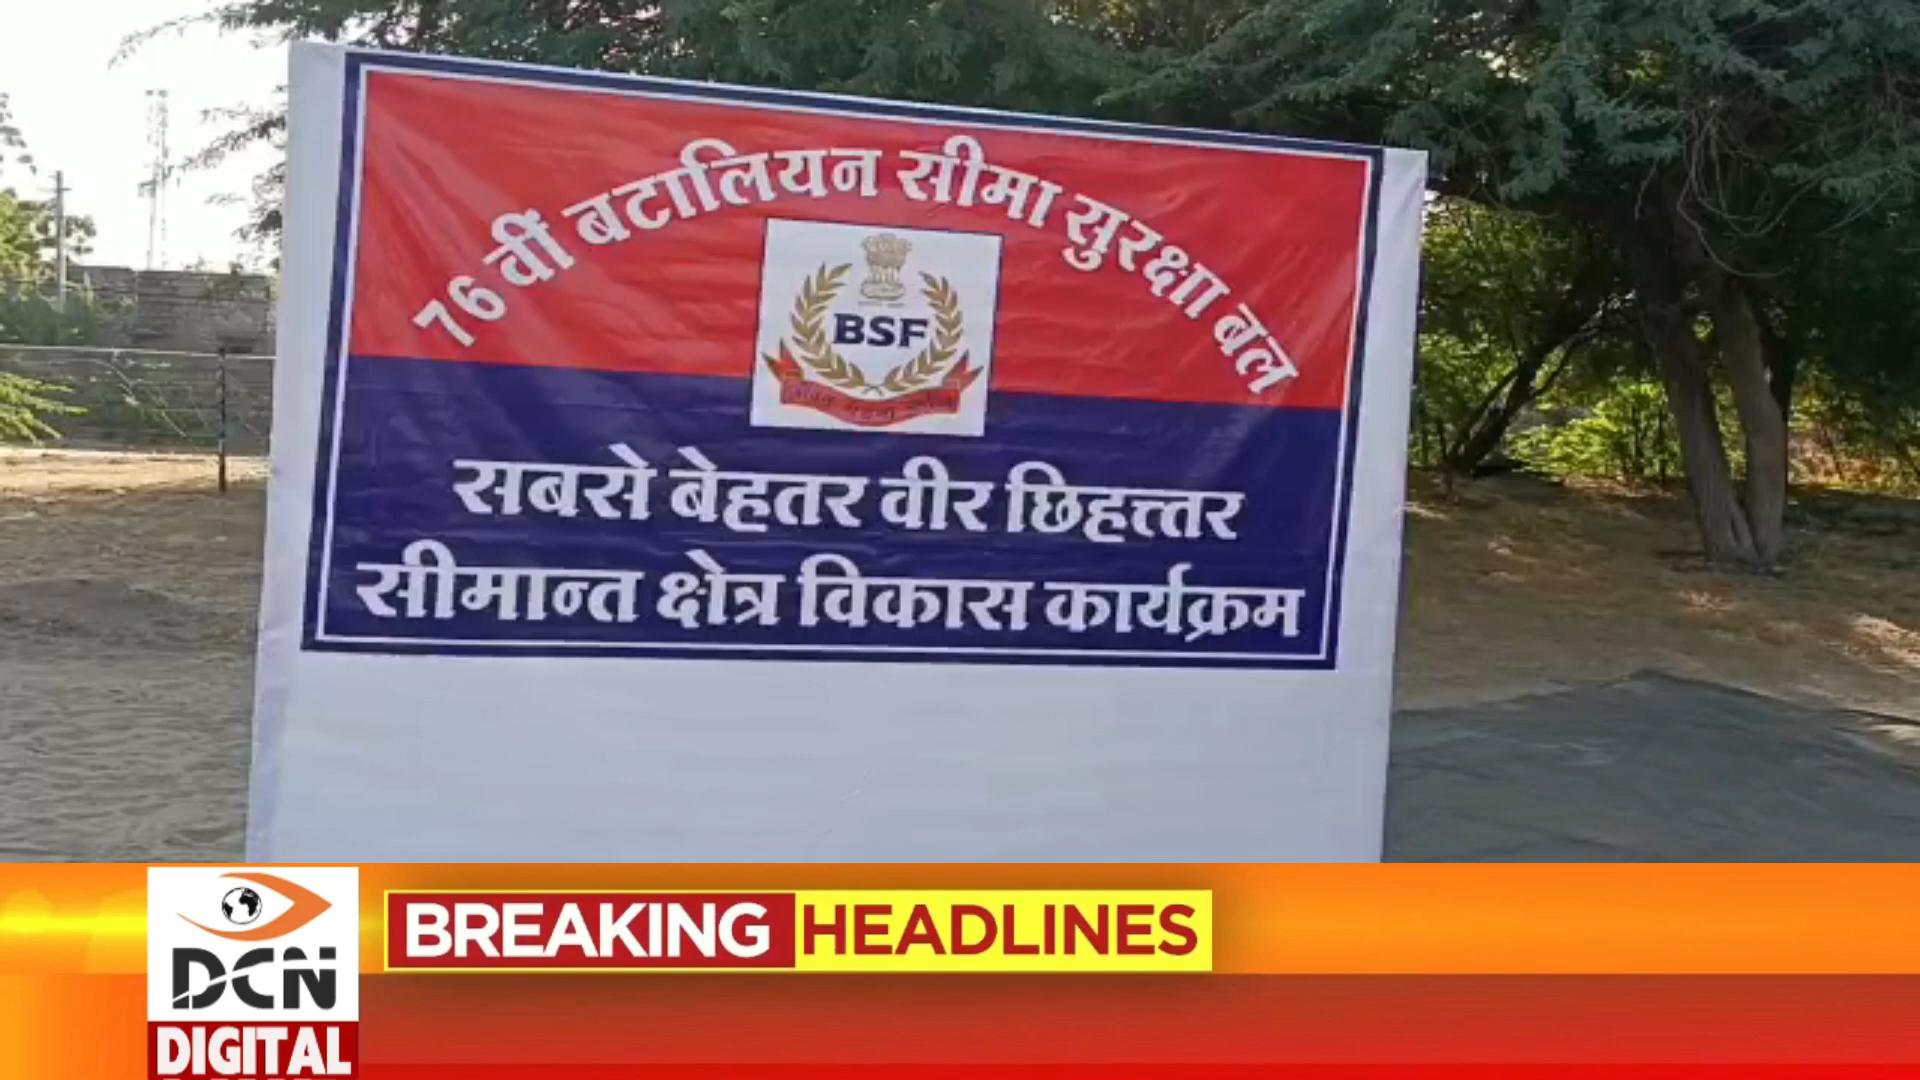 76 वीं बटालियन सीमा सुरक्षा बल
BSF
सबसे बेहतर वीर छिहत्तर
सीमान्त क्षेत्र विकास कार्यक्रम
BREAKING HEADLINES
DCN
DIGITAL